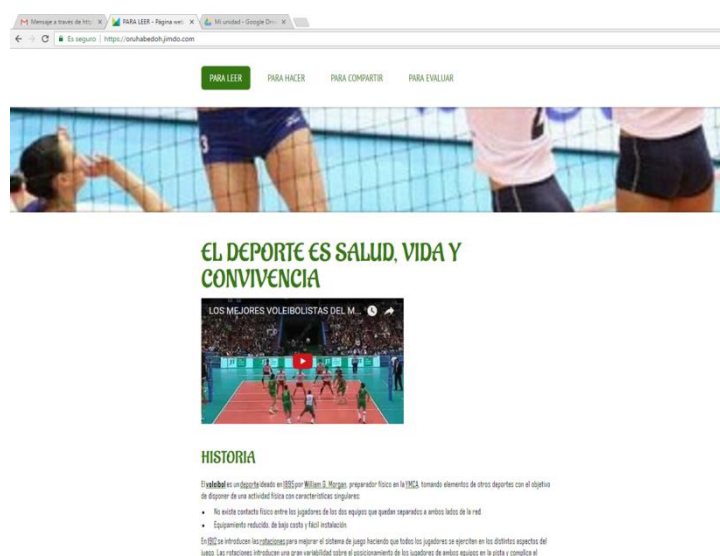 Mensaje a través de http
PARA LEER - Página web
Mi unidad - Google Driv
Es seguro | https://oruhabedoh.jimdo.com
PARA LEER PARA HACER PARA COMPARTIR PARA EVALUAR
3
2
EL DEPORTE ES SALUD, VIDA Y
CONVIVENCIA
LOS MEJORES VOLEIBOLISTAS DEL M...
HISTORIA
El voleibol es un deporte ideado en 1895 por William G. Morgan, preparador físico en la YMCA, tomando elementos de otros deportes con el objetivo
de disponer de una actividad física con características singulares:
• No existe contacto físico entre los jugadores de los dos equipos que quedan separados a ambos lados de la red.
• Equipamiento reducido, de bajo costo y fácil instalación.
En 1912 se introducen las rotaciones para mejorar el sistema de juego haciendo que todos los jugadores se ejerciten en los distintos aspectos del
juego. Las rotaciones introducen una gran variabilidad sobre el posicionamiento de los jugadores de ambos equipos en la pista y complica el